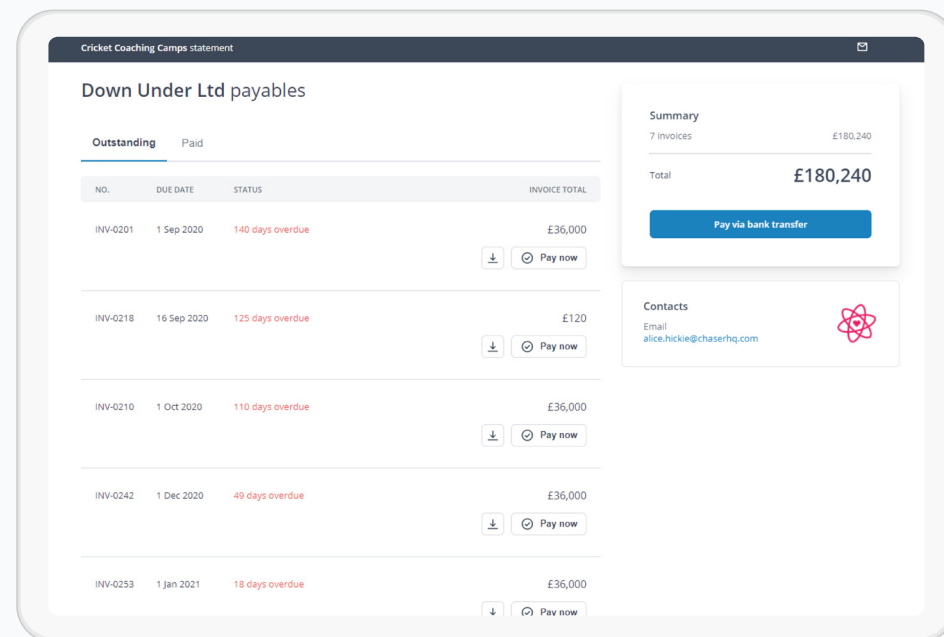 Cricket Coaching Camps statement
Down Under Ltd payables
Outstanding Paid
NO. DUE DATE STATUS INVOICE TOTAL
INV-0201 1 Sep 2020 140 days overdue £36,000
Pay now
INV-0218 16 Sep 2020 125 days overdue £120
Pay now
INV-0210 1 Oct 2020 110 days overdue £36,000
Pay now
INV-0242 1 Dec 2020 49 days overdue £36,000
Pay now
INV-0253 1 Jan 2021 18 days overdue £36,000
Pay now
Summary
7 invoices £180,240
Total £180,240
Pay via bank transfer
Contacts
Email
alice.hickie@chaserhq.com